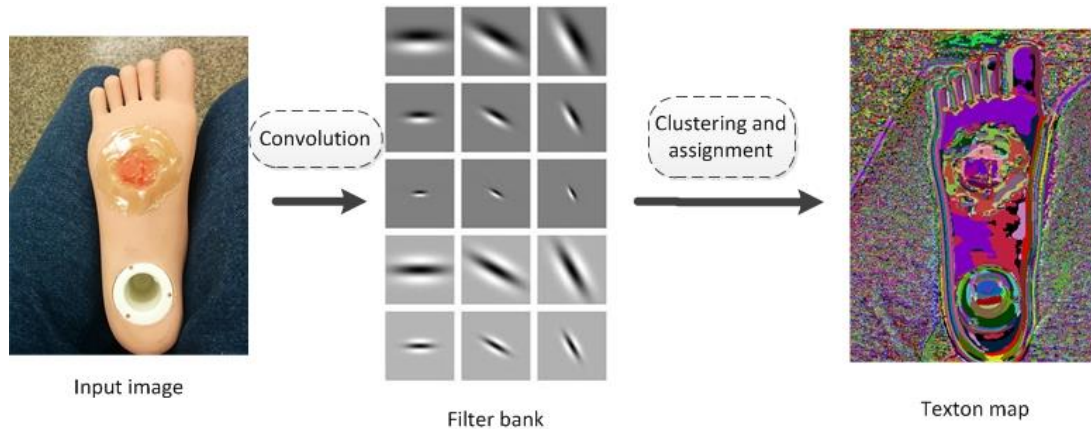 Convolution
Clustering and
assignment
Input image
Filter bank
Texton map